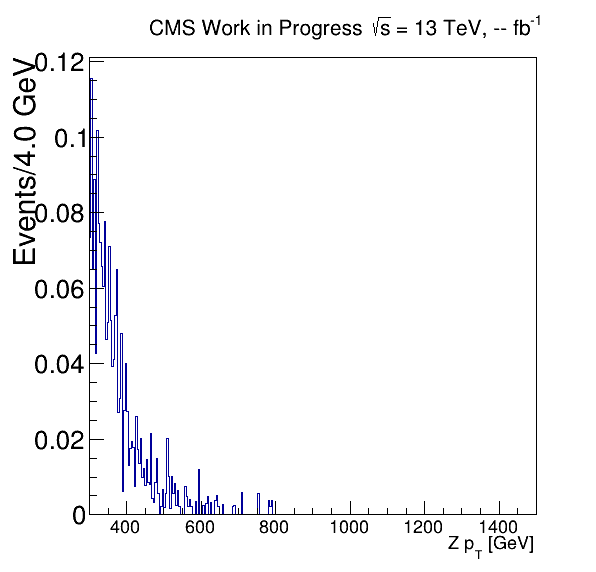 CMS Work in Progress √s = 13 TeV, -- fb-1
Events/4.0 GeV
0.12
0.1
0.08
0.06
0.04
0.02
0
400 600 800 1000 1200 1400
Z pT [GeV]